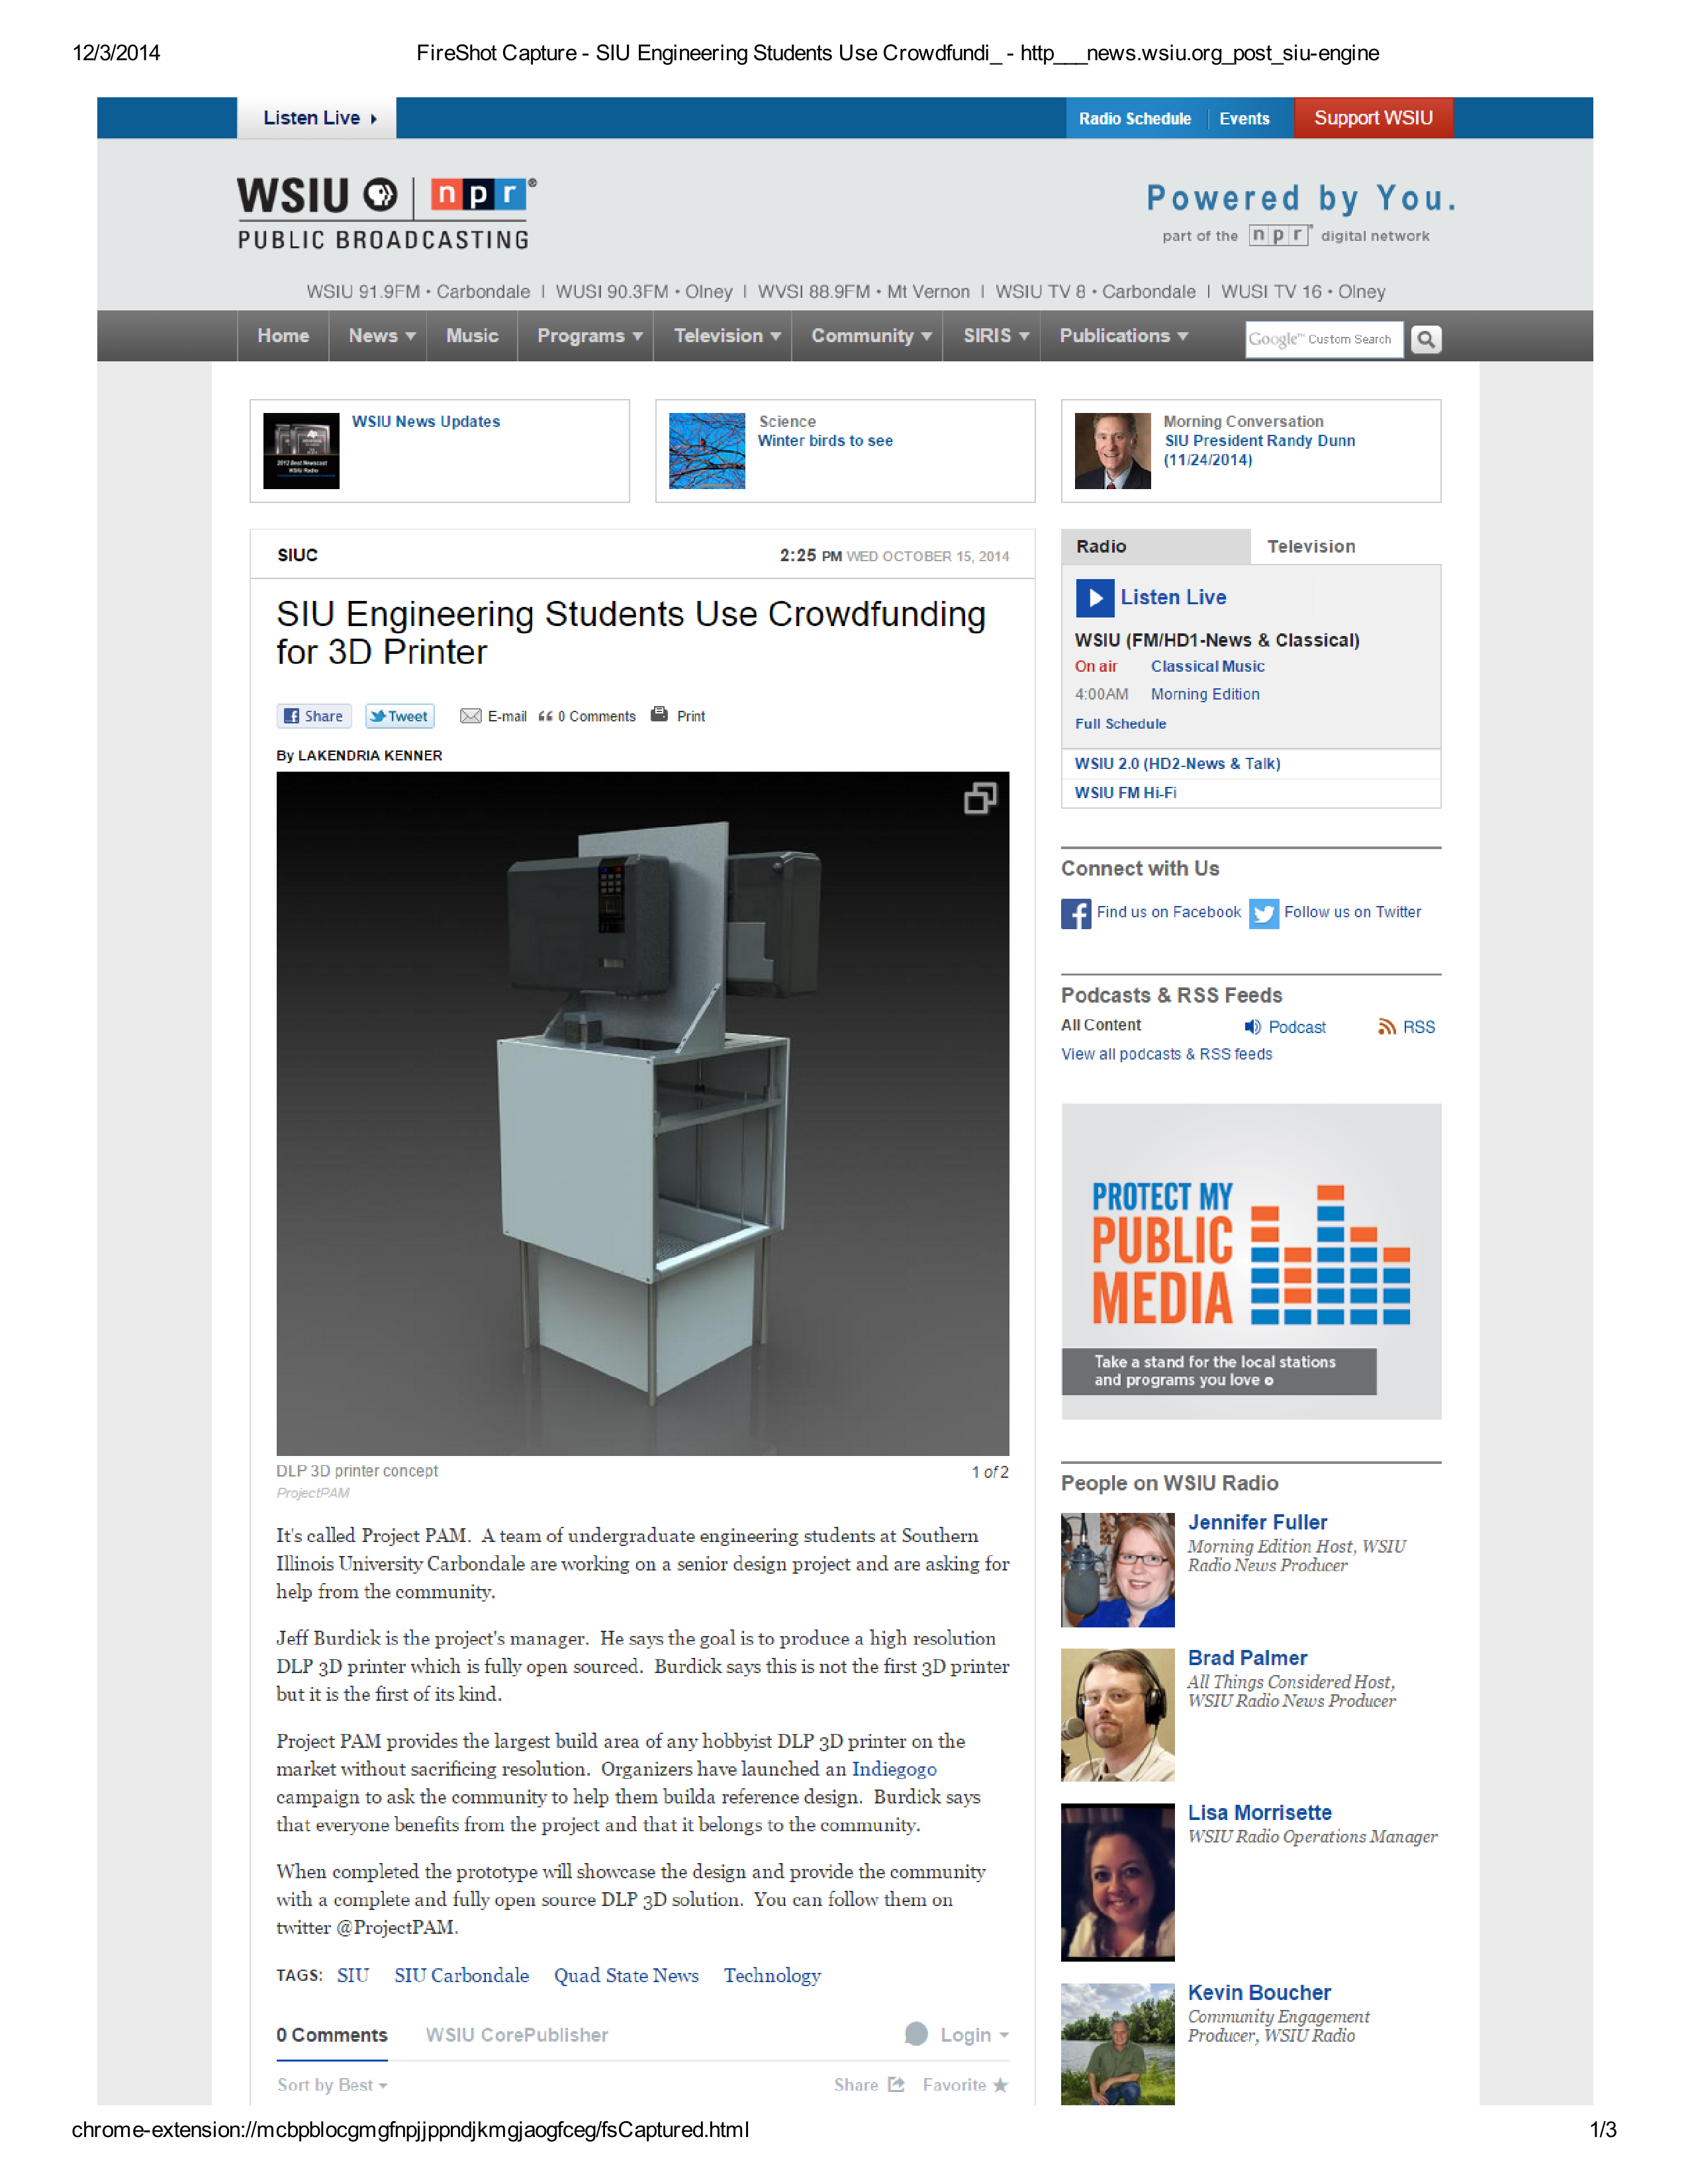 12/3/2014 FireShot Capture - SIU Engineering Students Use Crowdfundi_ - http___news.wsiu.org_post_siu-engine
Listen Live
Radio Schedule Events Support WSIU
WSIU npr®
PUBLIC BROADCASTING
Powered by You.
part of the npr® digital network
WSIU 91.9FM • Carbondale | WUSI 90.3FM • Olney | WVSI 88.9FM • Mt Vernon | WSIU TV 8 • Carbondale | WUSI TV 16 • Olney
Home News Music Programs Television Community SIRIS Publications Google™ Custom Search
WSIU News Updates
2012 Best Newscast
WSIU Radio
Science
Winter birds to see
Morning Conversation
SIU President Randy Dunn
(11/24/2014)
SIUC 2:25 PM WED OCTOBER 15, 2014
SIU Engineering Students Use Crowdfunding
for 3D Printer
Share Tweet E-mail 0 Comments Print
By LAKENDRIA KENNER
DLP 3D printer concept 1 of 2
ProjectPAM
It's called Project PAM.  A team of undergraduate engineering students at Southern
Illinois University Carbondale are working on a senior design project and are asking for
help from the community.
Jeff Burdick is the project's manager.  He says the goal is to produce a high resolution
DLP 3D printer which is fully open sourced.  Burdick says this is not the first 3D printer
but it is the first of its kind.
Project PAM provides the largest build area of any hobbyist DLP 3D printer on the
market without sacrificing resolution.  Organizers have launched an Indiegogo
campaign to ask the community to help them builda reference design.  Burdick says
that everyone benefits from the project and that it belongs to the community.
When completed the prototype will showcase the design and provide the community
with a complete and fully open source DLP 3D solution.  You can follow them on
twitter @ProjectPAM.
TAGS: SIU SIU Carbondale Quad State News Technology
0 Comments WSIU CorePublisher Login
Sort by Best Share Favorite
Radio Television
Listen Live
WSIU (FM/HD1-News & Classical)
On air Classical Music
4:00AM Morning Edition
Full Schedule
WSIU 2.0 (HD2-News & Talk)
WSIU FM Hi-Fi
Connect with Us
Find us on Facebook Follow us on Twitter
Podcasts & RSS Feeds
All Content Podcast RSS
View all podcasts & RSS feeds
PROTECT MY
PUBLIC
MEDIA
Take a stand for the local stations
and programs you love
People on WSIU Radio
Jennifer Fuller
Morning Edition Host, WSIU
Radio News Producer
Brad Palmer
All Things Considered Host,
WSIU Radio News Producer
Lisa Morrisette
WSIU Radio Operations Manager
Kevin Boucher
Community Engagement
Producer, WSIU Radio
chrome-extension://mcbpblocgmgfnpjjppndjkmgjaogfceg/fsCaptured.html 1/3